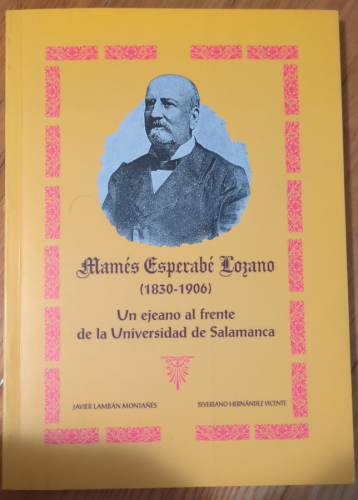 Mamés Esperabé Lozano
(1830-1906)
Un ejeano al frente
de la Universidad de Salamanca
JAVIER LAMBÁN MONTAÑÉS
SEVERIANO HERNÁNDEZ VICENTE